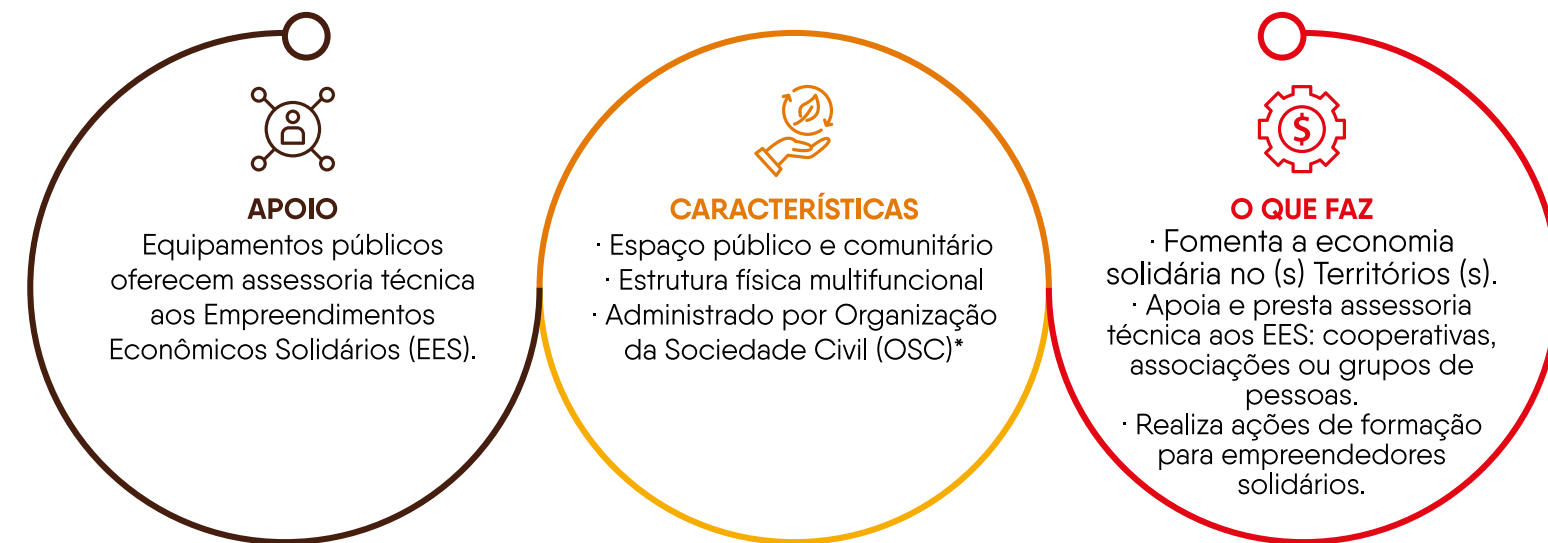 APOIO
Equipamentos públicos
oferecem assessoria técnica
aos Empreendimentos
Econômicos Solidários (EES).
CARACTERÍSTICAS
· Espaço público e comunitário
· Estrutura física multifuncional
· Administrado por Organização
da Sociedade Civil (OSC)*
$
O QUE FAZ
· Fomenta a economia
solidária no (s) Territórios (s).
· Apoia e presta assessoria
técnica aos EES: cooperativas,
associações ou grupos de
pessoas.
· Realiza ações de formação
para empreendedores
solidários.